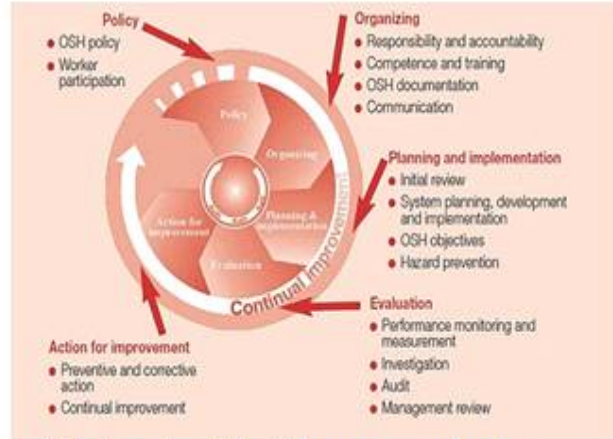 Policy
• OSH policy
• Worker
participation
Organizing
• Responsibility and accountability
• Competence and training
• OSH documentation
• Communication
Planning and implementation
• Initial review
• System planning, development
and implementation
• OSH objectives
• Hazard prevention
Evaluation
• Performance monitoring and
measurement
• Investigation
• Audit
• Management review
Action for improvement
• Preventive and corrective
action
• Continual improvement
Policy
Organizing
Planning &
implementation
Evaluation
Action for
improvement
Continual improvement